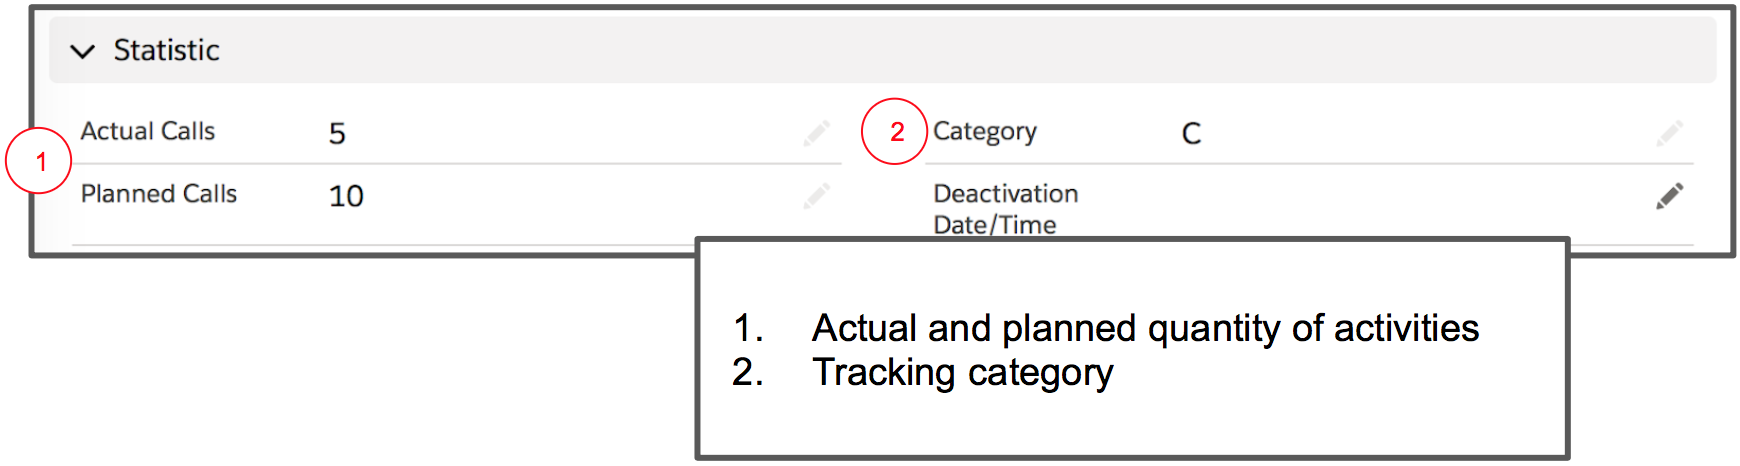 Statistic
1
Actual Calls 5
Planned Calls 10
2
Category C
Deactivation
Date/Time
1. Actual and planned quantity of activities
2. Tracking category